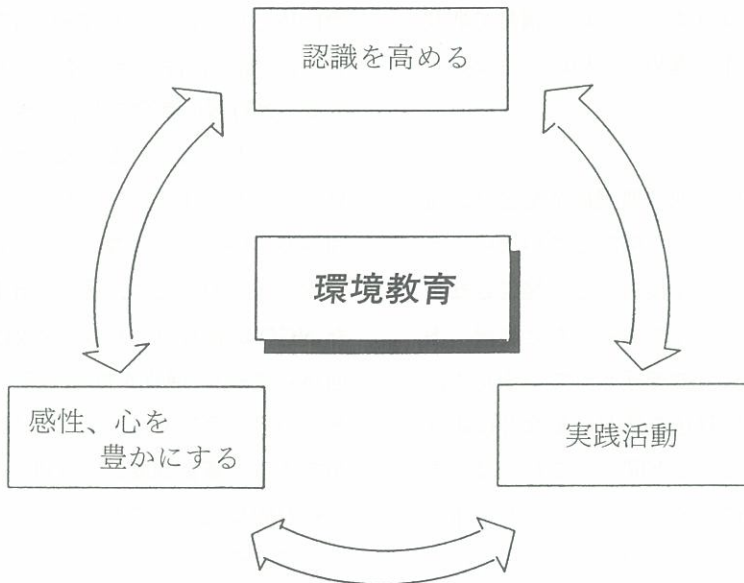 認識を高める
環境教育
感性、心を
豊かにする
実践活動